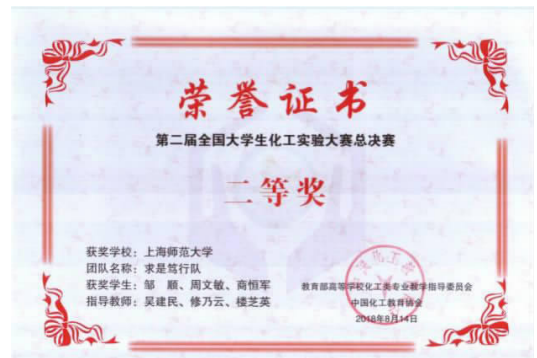 荣誉证书
第二届全国大学生化工实验大赛总决赛
二等奖
获奖学校：上海师范大学
团队名称：求是笃行队
获奖学生：邹 顺、周文敏、商恒军
指导教师：吴建民、修乃云、楼芝英
教育部高等学校化工类专业教学指导委员会
中国化工教育协会
2018年8月14日